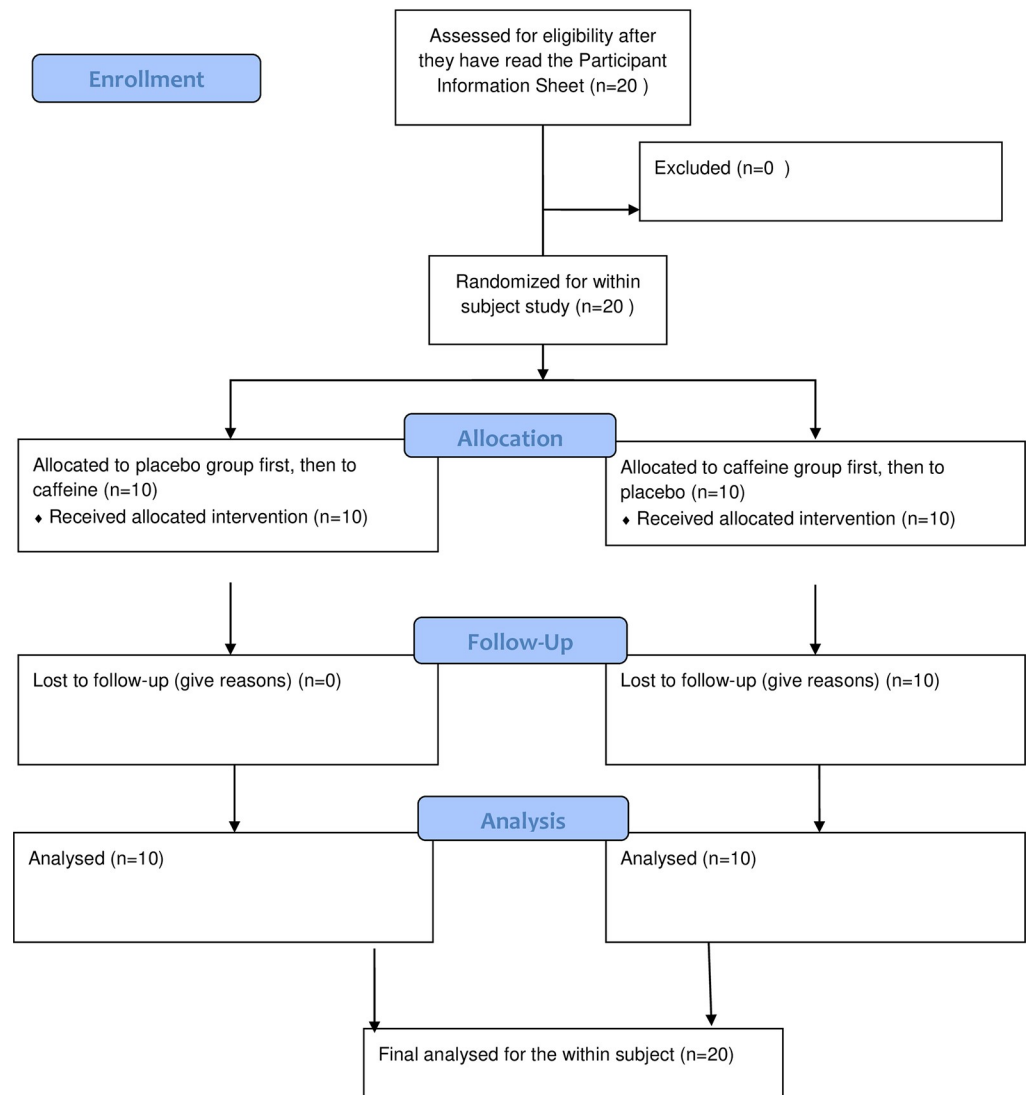 Assessed for eligibility after
they have read the Participant
Information Sheet (n=20 )
Enrollment
Excluded (n=0  )
Randomized for within
subject study (n=20 )
Allocation
Allocated to placebo group first, then to
caffeine (n=10)
♦ Received allocated intervention (n=10)
Allocated to caffeine group first, then to
placebo (n=10)
♦ Received allocated intervention (n=10)
Follow-Up
Lost to follow-up (give reasons) (n=0)
Lost to follow-up (give reasons) (n=10)
Analysis
Analysed (n=10)
Analysed (n=10)
Final analysed for the within subject (n=20)